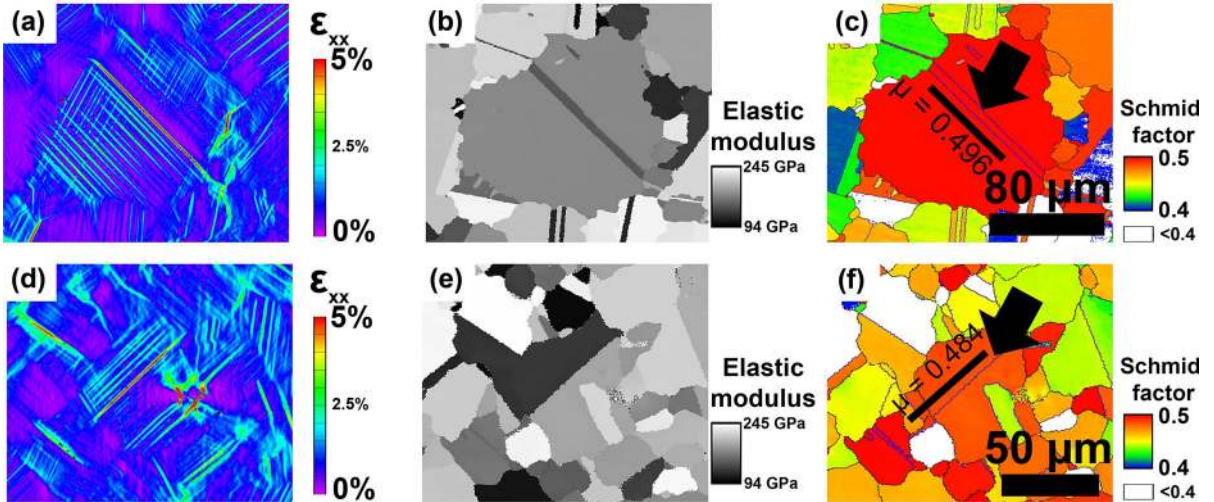 (a)
εxx
5%
2.5%
0%
(b)
Elastic
modulus
245 GPa
94 GPa
(c)
μ = 0.496
80 μm
Schmid
factor
0.5
0.4
<0.4
(d)
εxx
5%
2.5%
0%
(e)
Elastic
modulus
245 GPa
94 GPa
(f)
μ = 0.484
50 μm
Schmid
factor
0.5
0.4
<0.4